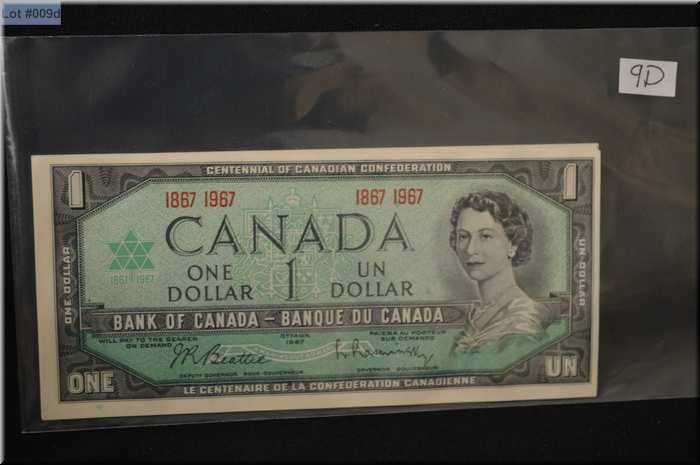 Lot #009d
9D
CENTENNIAL OF CANADIAN CONFEDERATION
1 1867 1967 1867 1967 1
CANADA
1867 1967
ONE DOLLAR 1 UN DOLLAR
ONE DOLLAR
UN DOLLAR
BANK OF CANADA – BANQUE DU CANADA
WILL PAY TO THE BEARER ON DEMAND
OTTAWA 1967
PAIERA AU PORTEUR SUR DEMANDE
J.R. Beattie
L. Rasminsky
DEPUTY GOVERNOR SOUS-GOUVERNEUR
GOVERNOR GOUVERNEUR
ONE UN
LE CENTENAIRE DE LA CONFEDERATION CANADIENNE